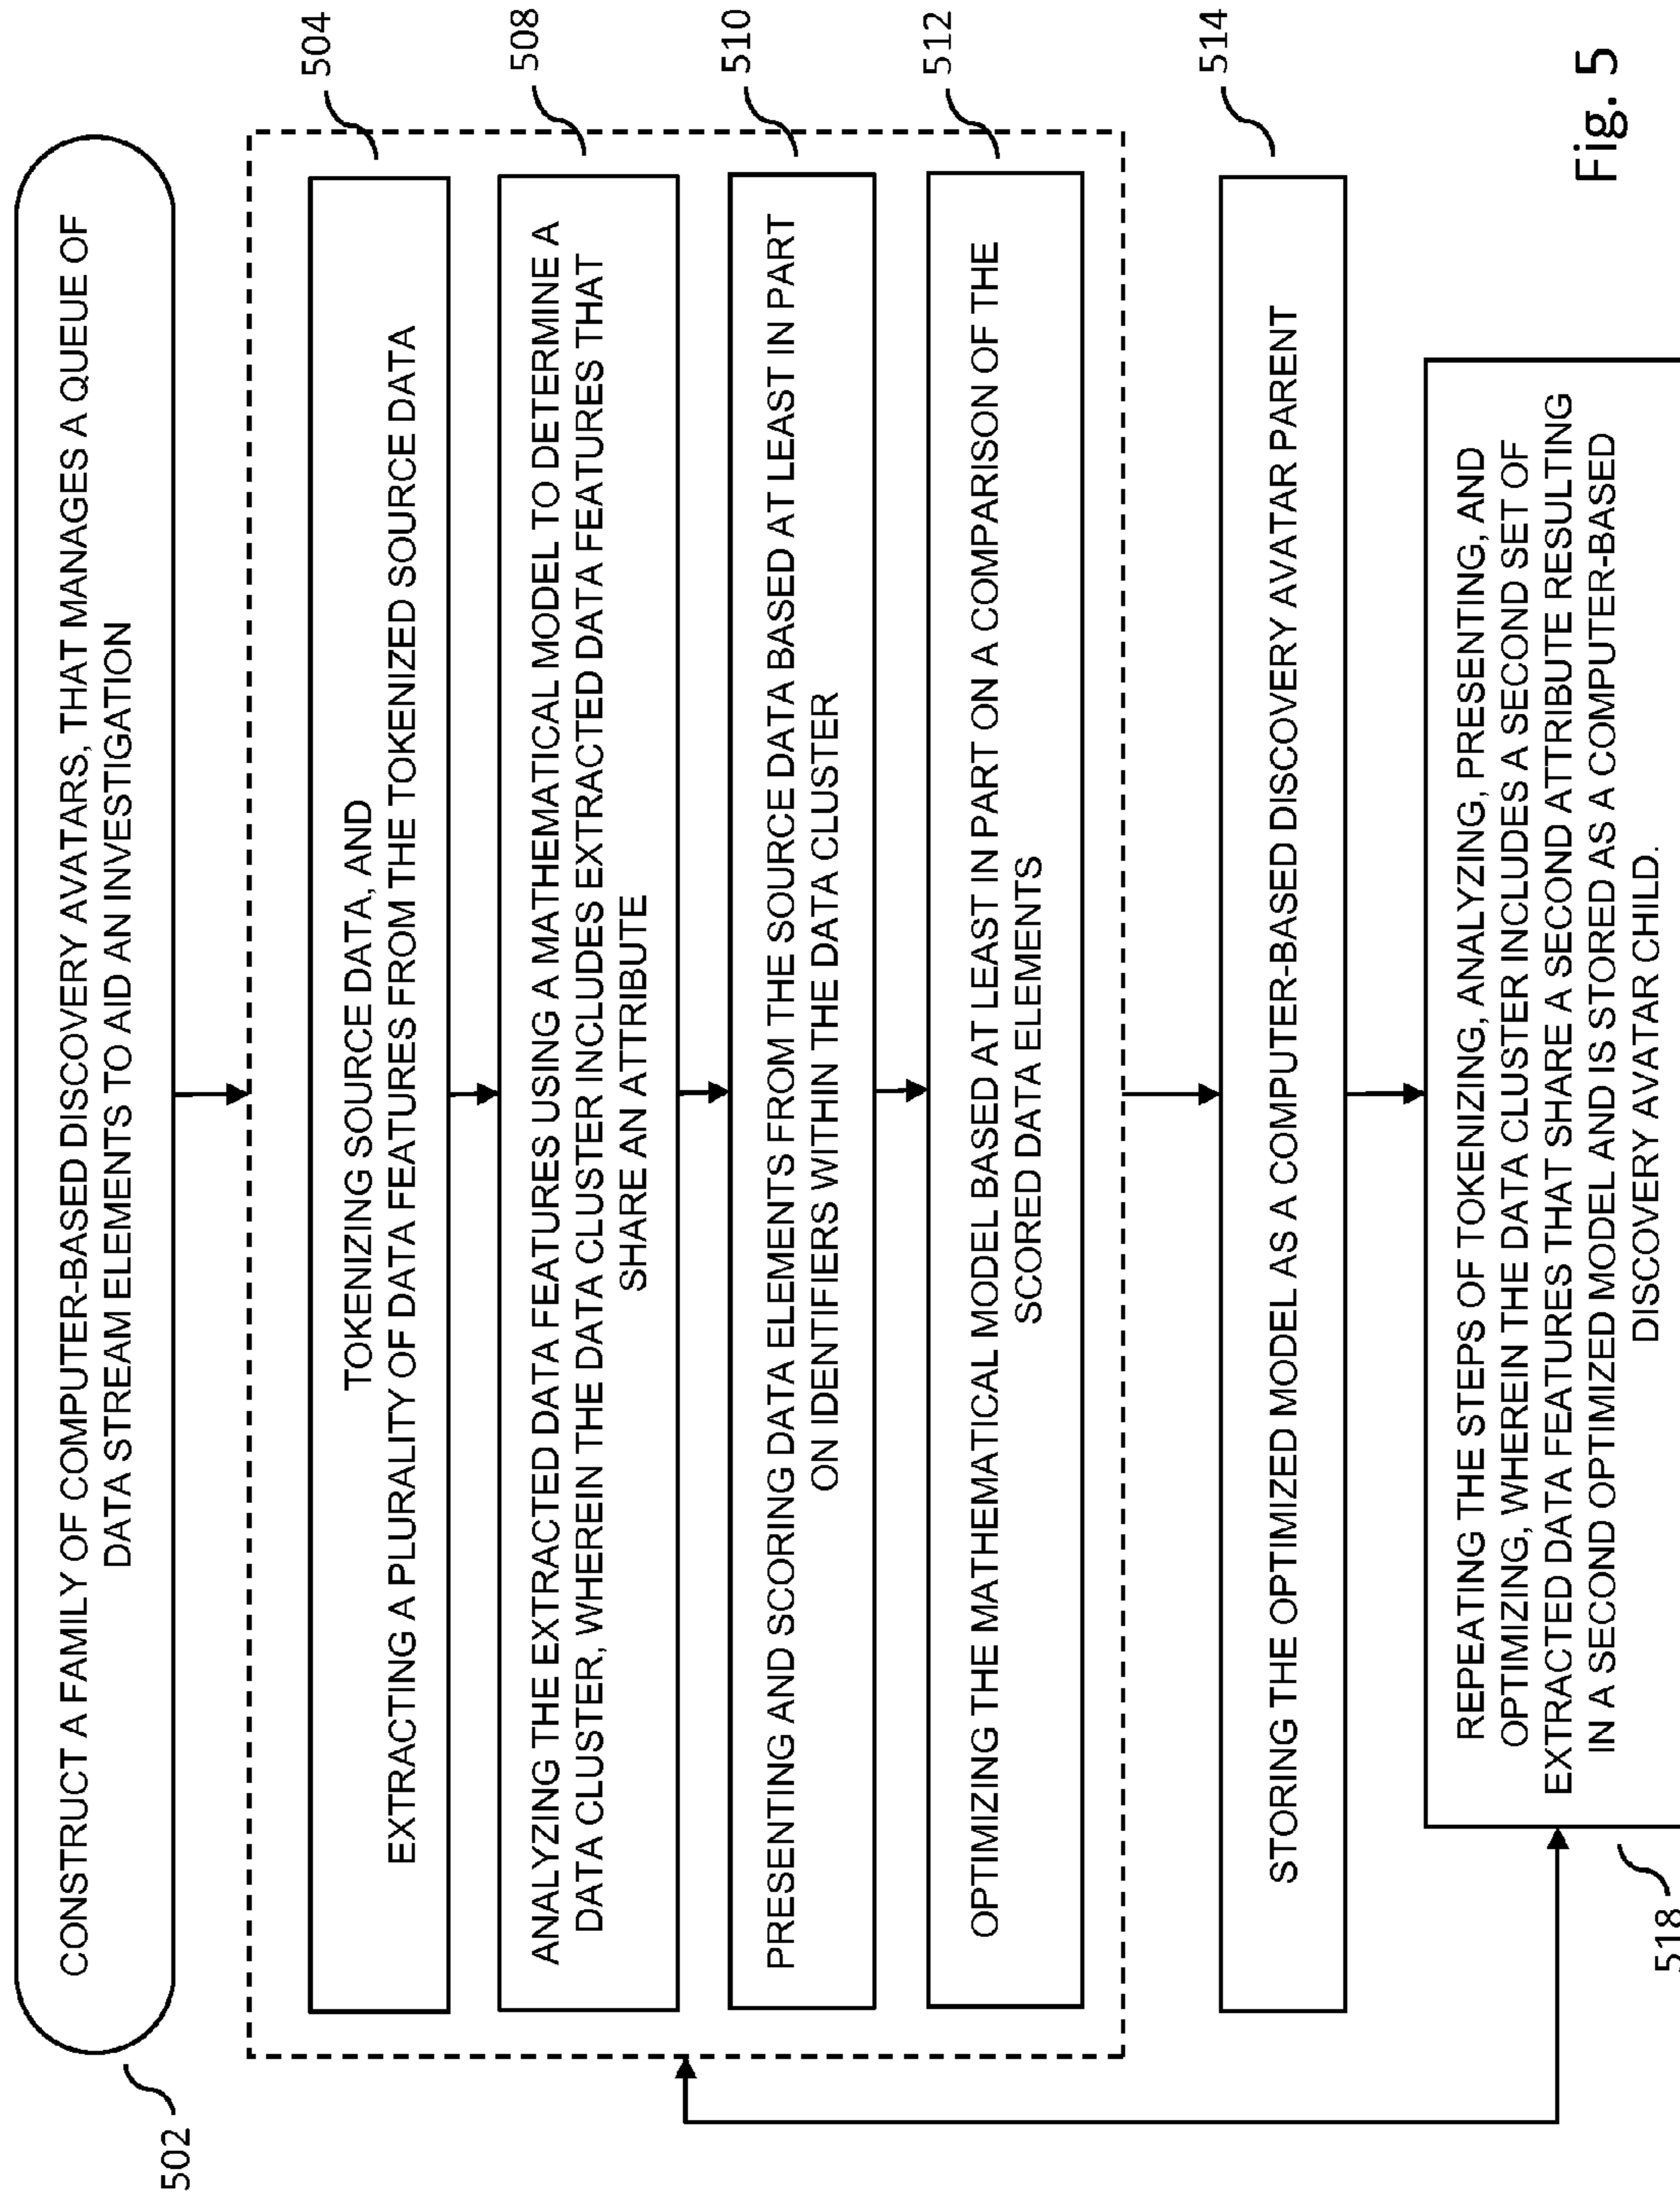 CONSTRUCT A FAMILY OF COMPUTER-BASED DISCOVERY AVATARS, THAT MANAGES A QUEUE OF
DATA STREAM ELEMENTS TO AID AN INVESTIGATION
502
TOKENIZING SOURCE DATA, AND
EXTRACTING A PLURALITY OF DATA FEATURES FROM THE TOKENIZED SOURCE DATA
504
ANALYZING THE EXTRACTED DATA FEATURES USING A MATHEMATICAL MODEL TO DETERMINE A
DATA CLUSTER, WHEREIN THE DATA CLUSTER INCLUDES EXTRACTED DATA FEATURES THAT
SHARE AN ATTRIBUTE
508
PRESENTING AND SCORING DATA ELEMENTS FROM THE SOURCE DATA BASED AT LEAST IN PART
ON IDENTIFIERS WITHIN THE DATA CLUSTER
510
OPTIMIZING THE MATHEMATICAL MODEL BASED AT LEAST IN PART ON A COMPARISON OF THE
SCORED DATA ELEMENTS
512
STORING THE OPTIMIZED MODEL AS A COMPUTER-BASED DISCOVERY AVATAR PARENT
514
REPEATING THE STEPS OF TOKENIZING, ANALYZING, PRESENTING, AND
OPTIMIZING, WHEREIN THE DATA CLUSTER INCLUDES A SECOND SET OF
EXTRACTED DATA FEATURES THAT SHARE A SECOND ATTRIBUTE RESULTING
IN A SECOND OPTIMIZED MODEL AND IS STORED AS A COMPUTER-BASED
DISCOVERY AVATAR CHILD.
518
Fig. 5